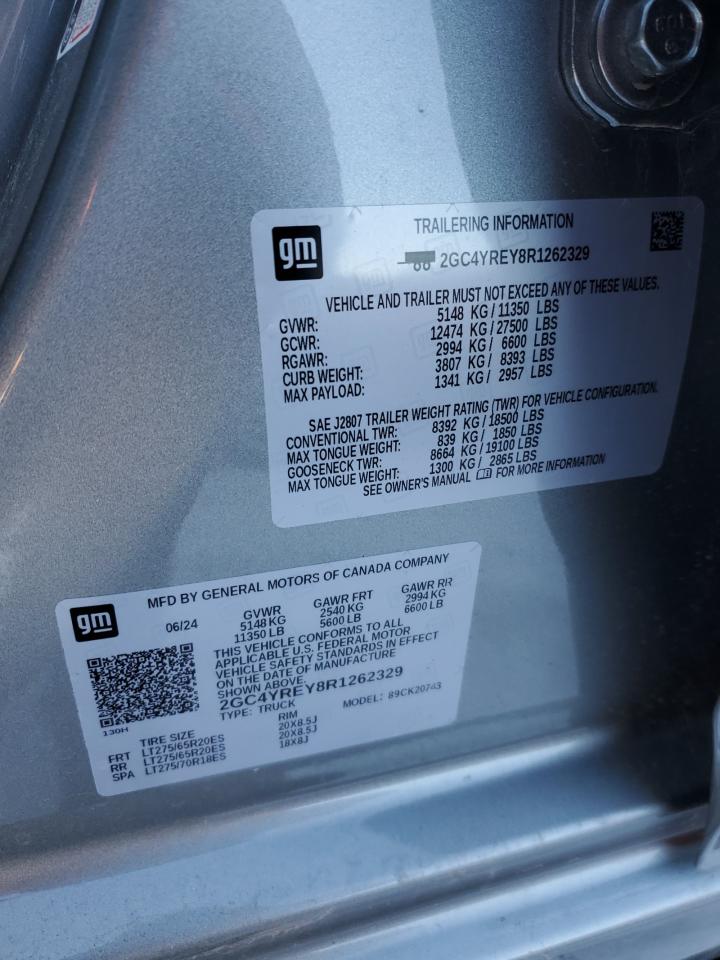 gm
TRAILERING INFORMATION
2GC4YREY8R1262329
VEHICLE AND TRAILER MUST NOT EXCEED ANY OF THESE VALUES.
GVWR: 5148 KG / 11350 LBS
GCWR: 12474 KG / 27500 LBS
RGAWR: 2994 KG / 6600 LBS
CURB WEIGHT: 3807 KG / 8393 LBS
MAX PAYLOAD: 1341 KG / 2957 LBS
SAE J2807 TRAILER WEIGHT RATING (TWR) FOR VEHICLE CONFIGURATION.
CONVENTIONAL TWR: 8392 KG / 18500 LBS
MAX TONGUE WEIGHT: 839 KG / 1850 LBS
GOOSENECK TWR: 8664 KG / 19100 LBS
MAX TONGUE WEIGHT: 1300 KG / 2865 LBS
SEE OWNER'S MANUAL FOR MORE INFORMATION
gm
MFD BY GENERAL MOTORS OF CANADA COMPANY
06/24 GVWR GAWR FRT GAWR RR
5148 KG 2540 KG 2994 KG
11350 LB 5600 LB 6600 LB
THIS VEHICLE CONFORMS TO ALL
APPLICABLE U.S. FEDERAL MOTOR
VEHICLE SAFETY STANDARDS IN EFFECT
ON THE DATE OF MANUFACTURE
SHOWN ABOVE.
2GC4YREY8R1262329
TYPE: TRUCK MODEL: 89CK20743
130H
TIRE SIZE RIM
FRT LT275/65R20ES 20X8.5J
RR LT275/65R20ES 20X8.5J
SPA LT275/70R18ES 18X8J